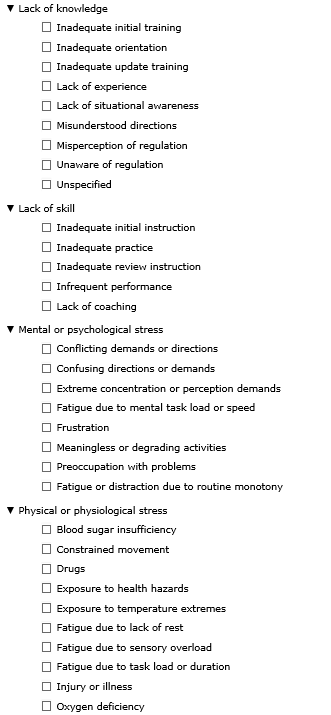 Lack of knowledge
Inadequate initial training
Inadequate orientation
Inadequate update training
Lack of experience
Lack of situational awareness
Misunderstood directions
Misperception of regulation
Unaware of regulation
Unspecified
Lack of skill
Inadequate initial instruction
Inadequate practice
Inadequate review instruction
Infrequent performance
Lack of coaching
Mental or psychological stress
Conflicting demands or directions
Confusing directions or demands
Extreme concentration or perception demands
Fatigue due to mental task load or speed
Frustration
Meaningless or degrading activities
Preoccupation with problems
Fatigue or distraction due to routine monotony
Physical or physiological stress
Blood sugar insufficiency
Constrained movement
Drugs
Exposure to health hazards
Exposure to temperature extremes
Fatigue due to lack of rest
Fatigue due to sensory overload
Fatigue due to task load or duration
Injury or illness
Oxygen deficiency